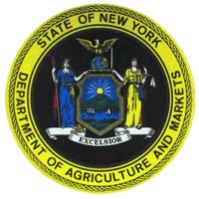 STATE OF NEW YORK
EXCELSIOR
DEPARTMENT OF AGRICULTURE AND MARKETS